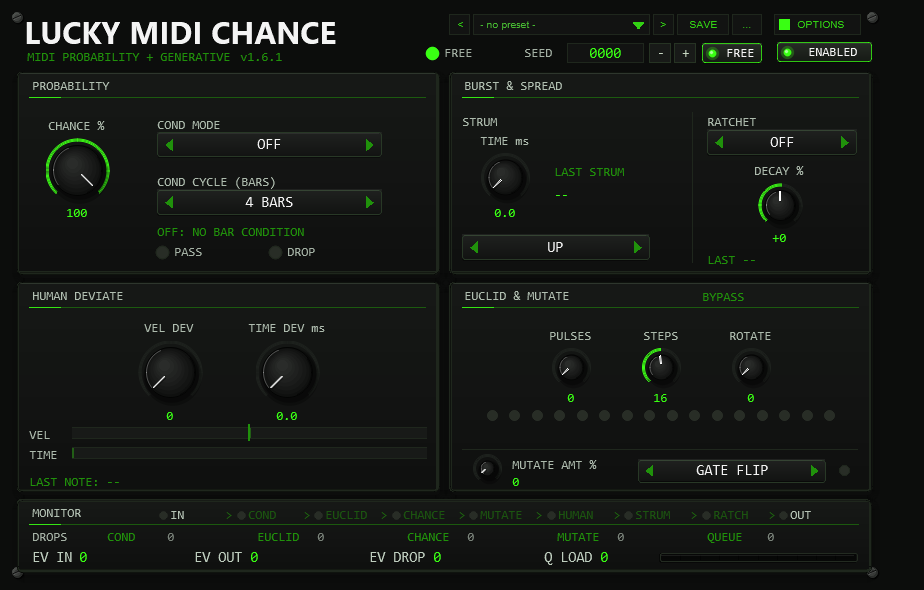 LUCKY MIDI CHANCE
MIDI PROBABILITY + GENERATIVE v1.6.1
< - no preset - > SAVE ... OPTIONS
FREE SEED 0000 - + FREE ENABLED
PROBABILITY
CHANCE %
100
COND MODE
OFF
COND CYCLE (BARS)
4 BARS
OFF: NO BAR CONDITION
PASS DROP
BURST & SPREAD
STRUM
TIME ms
0.0
LAST STRUM
--
UP
RATCHET
OFF
DECAY %
+0
LAST --
HUMAN DEVIATE
VEL DEV TIME DEV ms
0 0.0
VEL
TIME
LAST NOTE: --
EUCLID & MUTATE BYPASS
PULSES STEPS ROTATE
0 16 0
MUTATE AMT %
0
GATE FLIP
MONITOR IN > COND > EUCLID > CHANCE > MUTATE > HUMAN > STRUM > RATCH > OUT
DROPS COND 0 EUCLID 0 CHANCE 0 MUTATE 0 QUEUE 0
EV IN 0 EV OUT 0 EV DROP 0 Q LOAD 0